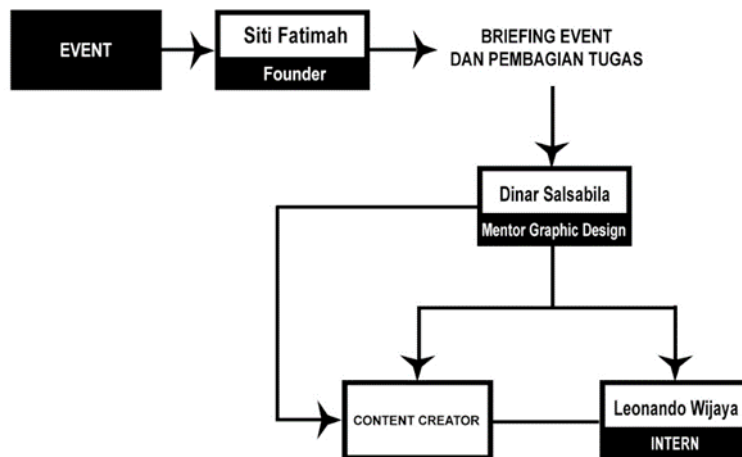 EVENT
Siti Fatimah
Founder
BRIEFING EVENT
DAN PEMBAGIAN TUGAS
Dinar Salsabila
Mentor Graphic Design
CONTENT CREATOR
Leonando Wijaya
INTERN